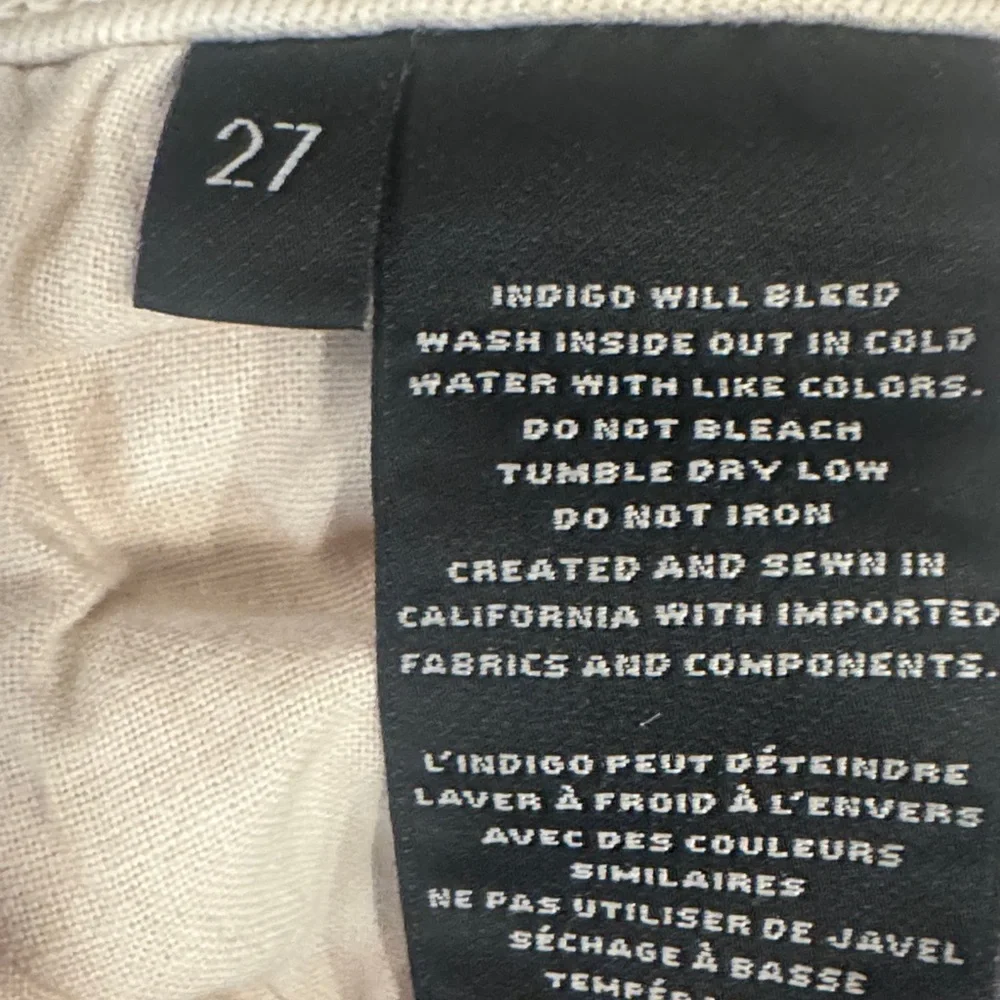 27
INDIGO WILL BLEED
WASH INSIDE OUT IN COLD
WATER WITH LIKE COLORS.
DO NOT BLEACH
TUMBLE DRY LOW
DO NOT IRON
CREATED AND SEWN IN
CALIFORNIA WITH IMPORTED
FABRICS AND COMPONENTS.
L'INDIGO PEUT DÉTEINDRE
LAVER À FROID À L'ENVERS
AVEC DES COULEURS
SIMILAIRES
NE PAS UTILISER DE JAVEL
SÉCHAGE À BASSE